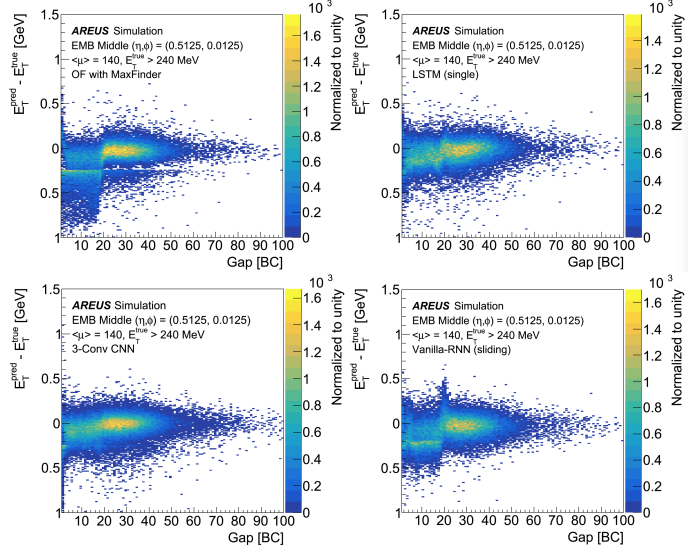 10³
E_T^pred - E_T^true [GeV]
1.5
1
0.5
0
0.5
1
AREUS Simulation
EMB Middle (η,ϕ) = (0.5125, 0.0125)
<μ> = 140, E_T^true > 240 MeV
OF with MaxFinder
0 10 20 30 40 50 60 70 80 90 100
Gap [BC]
1.6
1.4
1.2
1
0.8
0.6
0.4
0.2
0
Normalized to unity
10³
E_T^pred - E_T^true [GeV]
1.5
1
0.5
0
0.5
1
AREUS Simulation
EMB Middle (η,ϕ) = (0.5125, 0.0125)
<μ> = 140, E_T^true > 240 MeV
LSTM (single)
0 10 20 30 40 50 60 70 80 90 100
Gap [BC]
1.6
1.4
1.2
1
0.8
0.6
0.4
0.2
0
Normalized to unity
10³
E_T^pred - E_T^true [GeV]
1.5
1
0.5
0
0.5
1
AREUS Simulation
EMB Middle (η,ϕ) = (0.5125, 0.0125)
<μ> = 140, E_T^true > 240 MeV
3-Conv CNN
0 10 20 30 40 50 60 70 80 90 100
Gap [BC]
1.6
1.4
1.2
1
0.8
0.6
0.4
0.2
0
Normalized to unity
10³
E_T^pred - E_T^true [GeV]
1.5
1
0.5
0
0.5
1
AREUS Simulation
EMB Middle (η,ϕ) = (0.5125, 0.0125)
<μ> = 140, E_T^true > 240 MeV
Vanilla-RNN (sliding)
0 10 20 30 40 50 60 70 80 90 100
Gap [BC]
1.6
1.4
1.2
1
0.8
0.6
0.4
0.2
0
Normalized to unity